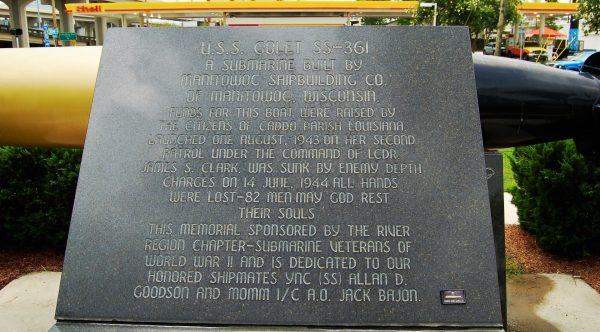 Shell
U.S.S. GOLET SS-361
A SUBMARINE BUILT BY
MANITOWOC SHIPBUILDING CO.
OF MANITOWOC, WISCONSIN.
FUNDS FOR THIS BOAT WERE RAISED BY
THE CITIZENS OF CADDO PARISH LOUISIANA
LAUNCHED ONE AUGUST, 1943 ON HER SECOND
PATROL UNDER THE COMMAND OF LCDR.
JAMES S. CLARK, WAS SUNK BY ENEMY DEPTH
CHARGES ON 14 JUNE, 1944 ALL HANDS
WERE LOST-82 MEN MAY GOD REST
THEIR SOULS
THIS MEMORIAL SPONSORED BY THE RIVER
REGION CHAPTER-SUBMARINE VETERANS OF
WORLD WAR II AND IS DEDICATED TO OUR
HONORED SHIPMATES YNC (SS) ALLAN D.
GOODSON AND MOMM 1/C A.O. JACK BAJON.